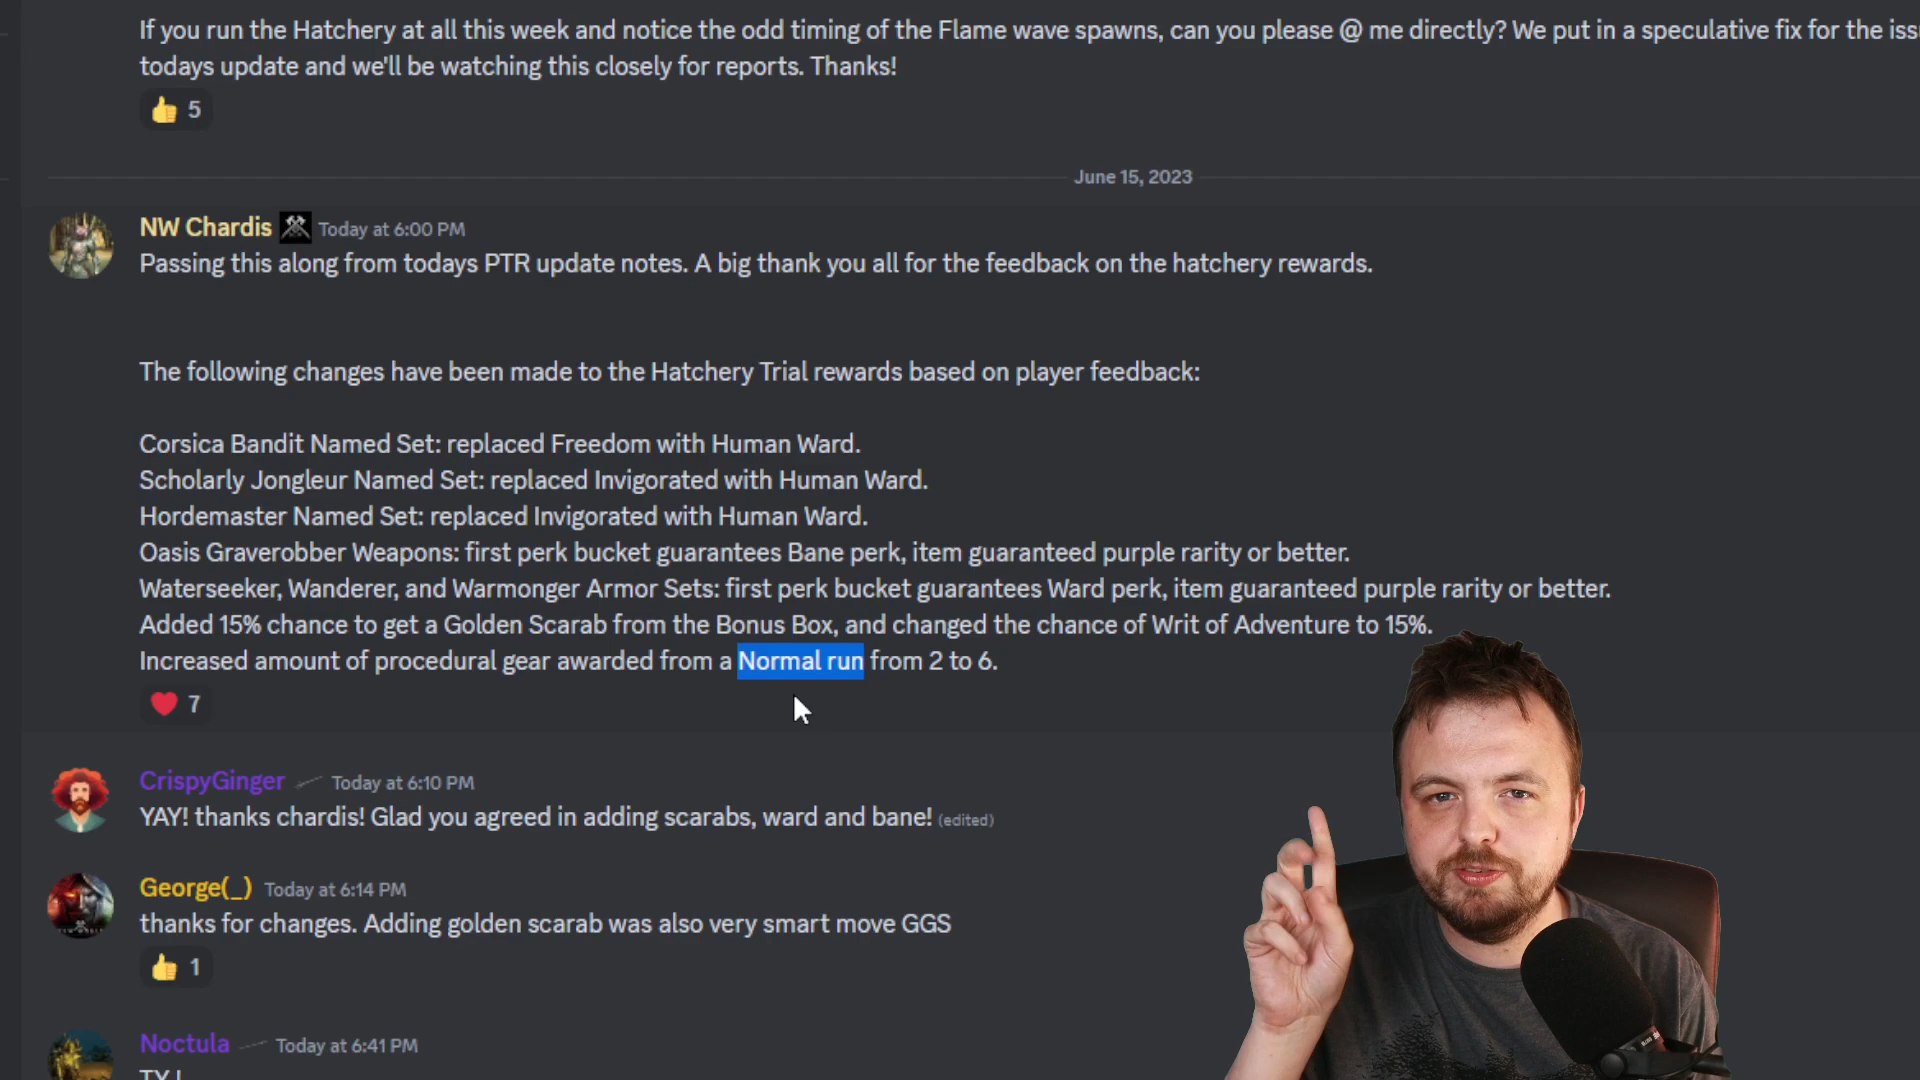 If you run the Hatchery at all this week and notice the odd timing of the Flame wave spawns, can you please @ me directly? We put in a speculative fix for the
todays update and we'll be watching this closely for reports. Thanks!
👍 5
June 15, 2023
NW Chardis Today at 6:00 PM
Passing this along from todays PTR update notes. A big thank you all for the feedback on the hatchery rewards.
The following changes have been made to the Hatchery Trial rewards based on player feedback:
Corsica Bandit Named Set: replaced Freedom with Human Ward.
Scholarly Jongleur Named Set: replaced Invigorated with Human Ward.
Hordemaster Named Set: replaced Invigorated with Human Ward.
Oasis Graverobber Weapons: first perk bucket guarantees Bane perk, item guaranteed purple rarity or better.
Waterseeker, Wanderer, and Warmonger Armor Sets: first perk bucket guarantees Ward perk, item guaranteed purple rarity or better.
Added 15% chance to get a Golden Scarab from the Bonus Box, and changed the chance of Writ of Adventure to 15%.
Increased amount of procedural gear awarded from a Normal run from 2 to 6.
❤️ 7
CrispyGinger Today at 6:10 PM
YAY! thanks chardis! Glad you agreed in adding scarabs, ward and bane! (edited)
George(_) Today at 6:14 PM
thanks for changes. Adding golden scarab was also very smart move GGS
👍 1
Noctula Today at 6:41 PM